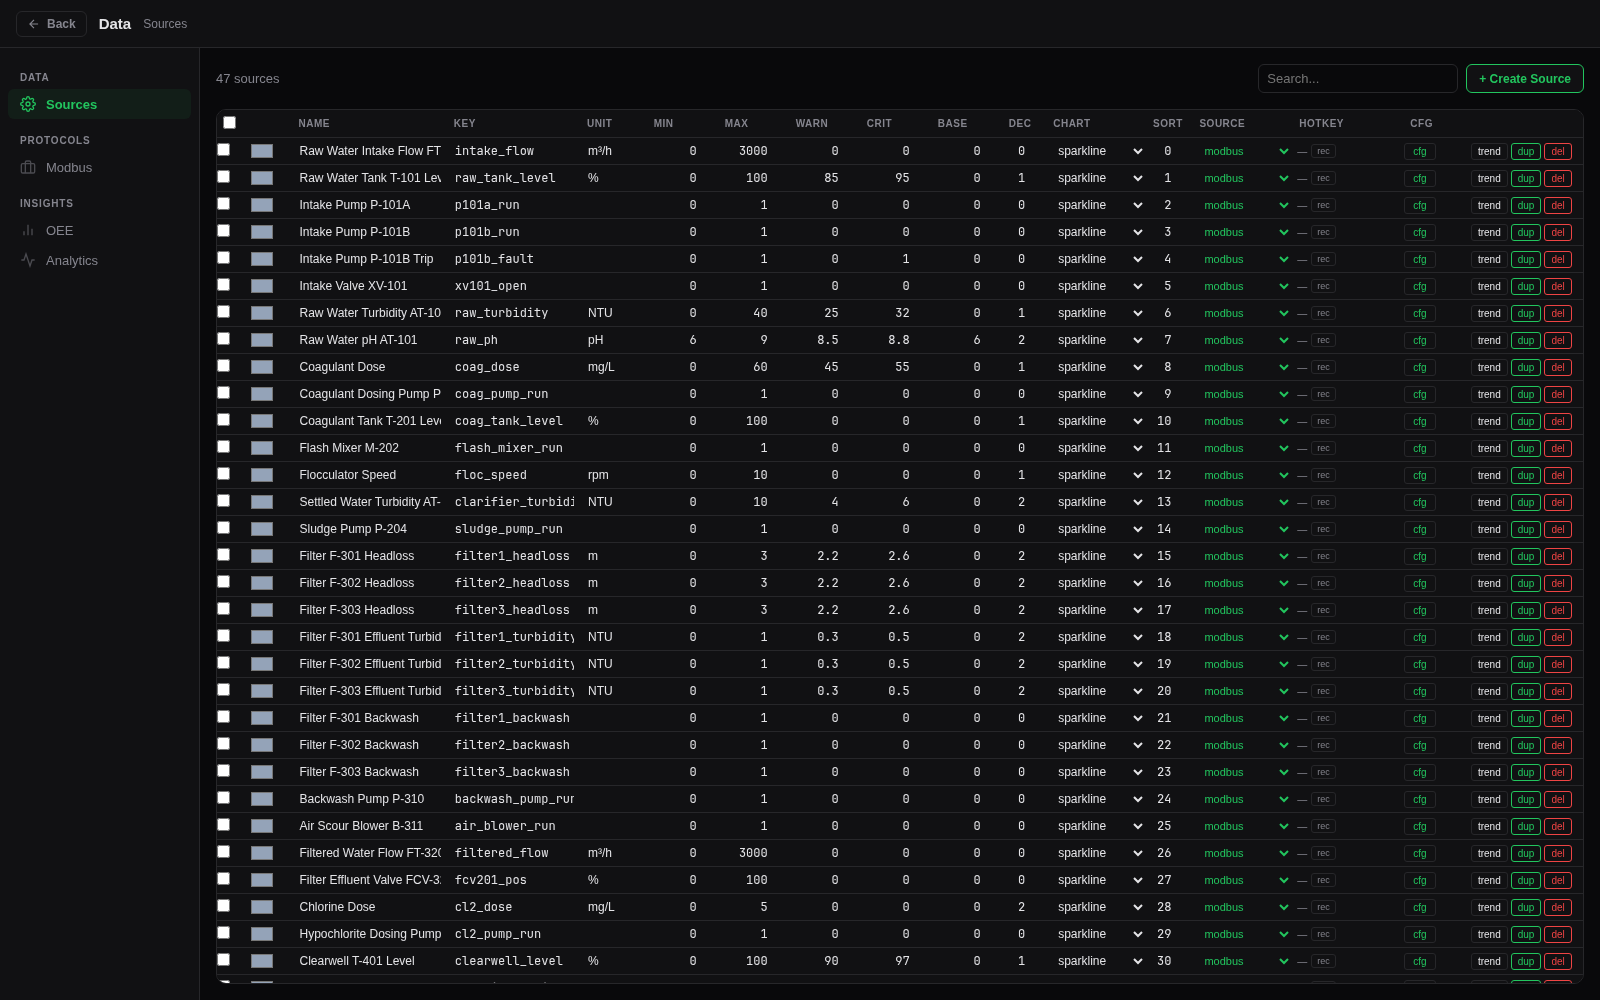 Back Data Sources
DATA
Sources
PROTOCOLS
Modbus
INSIGHTS
OEE
Analytics
47 sources Search... + Create Source
NAME KEY UNIT MIN MAX WARN CRIT BASE DEC CHART SORT SOURCE HOTKEY CFG
Raw Water Intake Flow FT intake_flow m³/h 0 3000 0 0 0 0 sparkline 0 modbus — rec cfg trend dup del
Raw Water Tank T-101 Lev raw_tank_level % 0 100 85 95 0 1 sparkline 1 modbus — rec cfg trend dup del
Intake Pump P-101A p101a_run 0 1 0 0 0 0 sparkline 2 modbus — rec cfg trend dup del
Intake Pump P-101B p101b_run 0 1 0 0 0 0 sparkline 3 modbus — rec cfg trend dup del
Intake Pump P-101B Trip p101b_fault 0 1 0 1 0 0 sparkline 4 modbus — rec cfg trend dup del
Intake Valve XV-101 xv101_open 0 1 0 0 0 0 sparkline 5 modbus — rec cfg trend dup del
Raw Water Turbidity AT-10 raw_turbidity NTU 0 40 25 32 0 1 sparkline 6 modbus — rec cfg trend dup del
Raw Water pH AT-101 raw_ph pH 6 9 8.5 8.8 6 2 sparkline 7 modbus — rec cfg trend dup del
Coagulant Dose coag_dose mg/L 0 60 45 55 0 1 sparkline 8 modbus — rec cfg trend dup del
Coagulant Dosing Pump P coag_pump_run 0 1 0 0 0 0 sparkline 9 modbus — rec cfg trend dup del
Coagulant Tank T-201 Leve coag_tank_level % 0 100 0 0 0 1 sparkline 10 modbus — rec cfg trend dup del
Flash Mixer M-202 flash_mixer_run 0 1 0 0 0 0 sparkline 11 modbus — rec cfg trend dup del
Flocculator Speed floc_speed rpm 0 10 0 0 0 1 sparkline 12 modbus — rec cfg trend dup del
Settled Water Turbidity AT- clarifier_turbidi NTU 0 10 4 6 0 2 sparkline 13 modbus — rec cfg trend dup del
Sludge Pump P-204 sludge_pump_run 0 1 0 0 0 0 sparkline 14 modbus — rec cfg trend dup del
Filter F-301 Headloss filter1_headloss m 0 3 2.2 2.6 0 2 sparkline 15 modbus — rec cfg trend dup del
Filter F-302 Headloss filter2_headloss m 0 3 2.2 2.6 0 2 sparkline 16 modbus — rec cfg trend dup del
Filter F-303 Headloss filter3_headloss m 0 3 2.2 2.6 0 2 sparkline 17 modbus — rec cfg trend dup del
Filter F-301 Effluent Turbid filter1_turbidity NTU 0 1 0.3 0.5 0 2 sparkline 18 modbus — rec cfg trend dup del
Filter F-302 Effluent Turbid filter2_turbidity NTU 0 1 0.3 0.5 0 2 sparkline 19 modbus — rec cfg trend dup del
Filter F-303 Effluent Turbid filter3_turbidity NTU 0 1 0.3 0.5 0 2 sparkline 20 modbus — rec cfg trend dup del
Filter F-301 Backwash filter1_backwash 0 1 0 0 0 0 sparkline 21 modbus — rec cfg trend dup del
Filter F-302 Backwash filter2_backwash 0 1 0 0 0 0 sparkline 22 modbus — rec cfg trend dup del
Filter F-303 Backwash filter3_backwash 0 1 0 0 0 0 sparkline 23 modbus — rec cfg trend dup del
Backwash Pump P-310 backwash_pump_run 0 1 0 0 0 0 sparkline 24 modbus — rec cfg trend dup del
Air Scour Blower B-311 air_blower_run 0 1 0 0 0 0 sparkline 25 modbus — rec cfg trend dup del
Filtered Water Flow FT-320 filtered_flow m³/h 0 3000 0 0 0 0 sparkline 26 modbus — rec cfg trend dup del
Filter Effluent Valve FCV-3 fcv201_pos % 0 100 0 0 0 0 sparkline 27 modbus — rec cfg trend dup del
Chlorine Dose cl2_dose mg/L 0 5 0 0 0 2 sparkline 28 modbus — rec cfg trend dup del
Hypochlorite Dosing Pump cl2_pump_run 0 1 0 0 0 0 sparkline 29 modbus — rec cfg trend dup del
Clearwell T-401 Level clearwell_level % 0 100 90 97 0 1 sparkline 30 modbus — rec cfg trend dup del